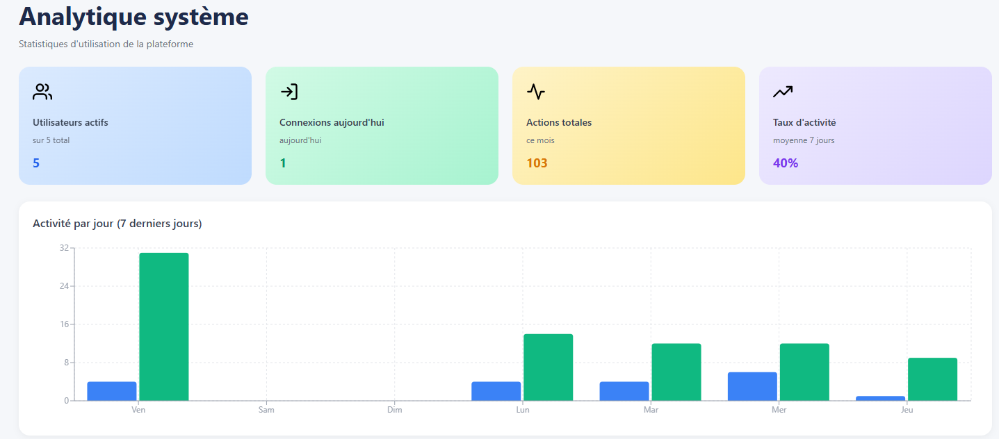 Analytique système
Statistiques d'utilisation de la plateforme
Utilisateurs actifs
sur 5 total
5
Connexions aujourd'hui
aujourd'hui
1
Actions totales
ce mois
103
Taux d'activité
moyenne 7 jours
40%
Activité par jour (7 derniers jours)
32
24
16
8
0
Ven Sam Dim Lun Mar Mer Jeu